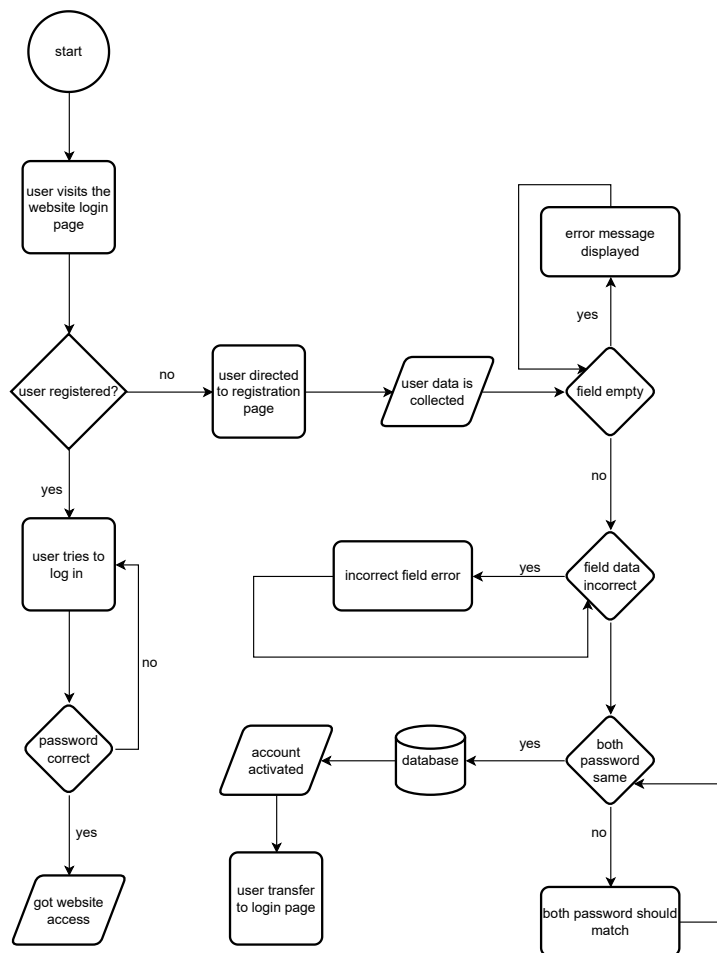 start
user visits the
website login
page
error message
displayed
yes
user registered?
no
user directed
to registration
page
user data is
collected
field empty
yes
no
user tries to
log in
incorrect field error
yes
field data
incorrect
no
password
correct
account
activated
database
yes
both
password
same
yes
no
got website
access
user transfer
to login page
both password should
match